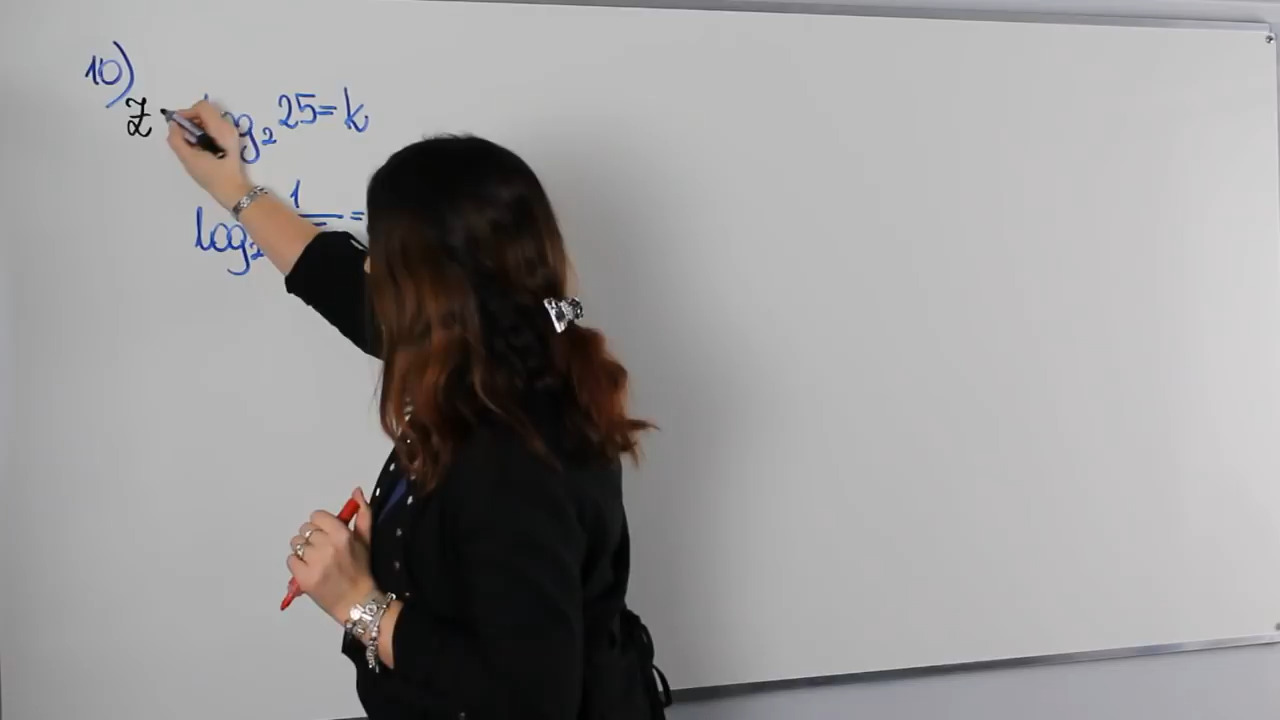 10)
Z log₂ 25 = k
log₂ 1 =